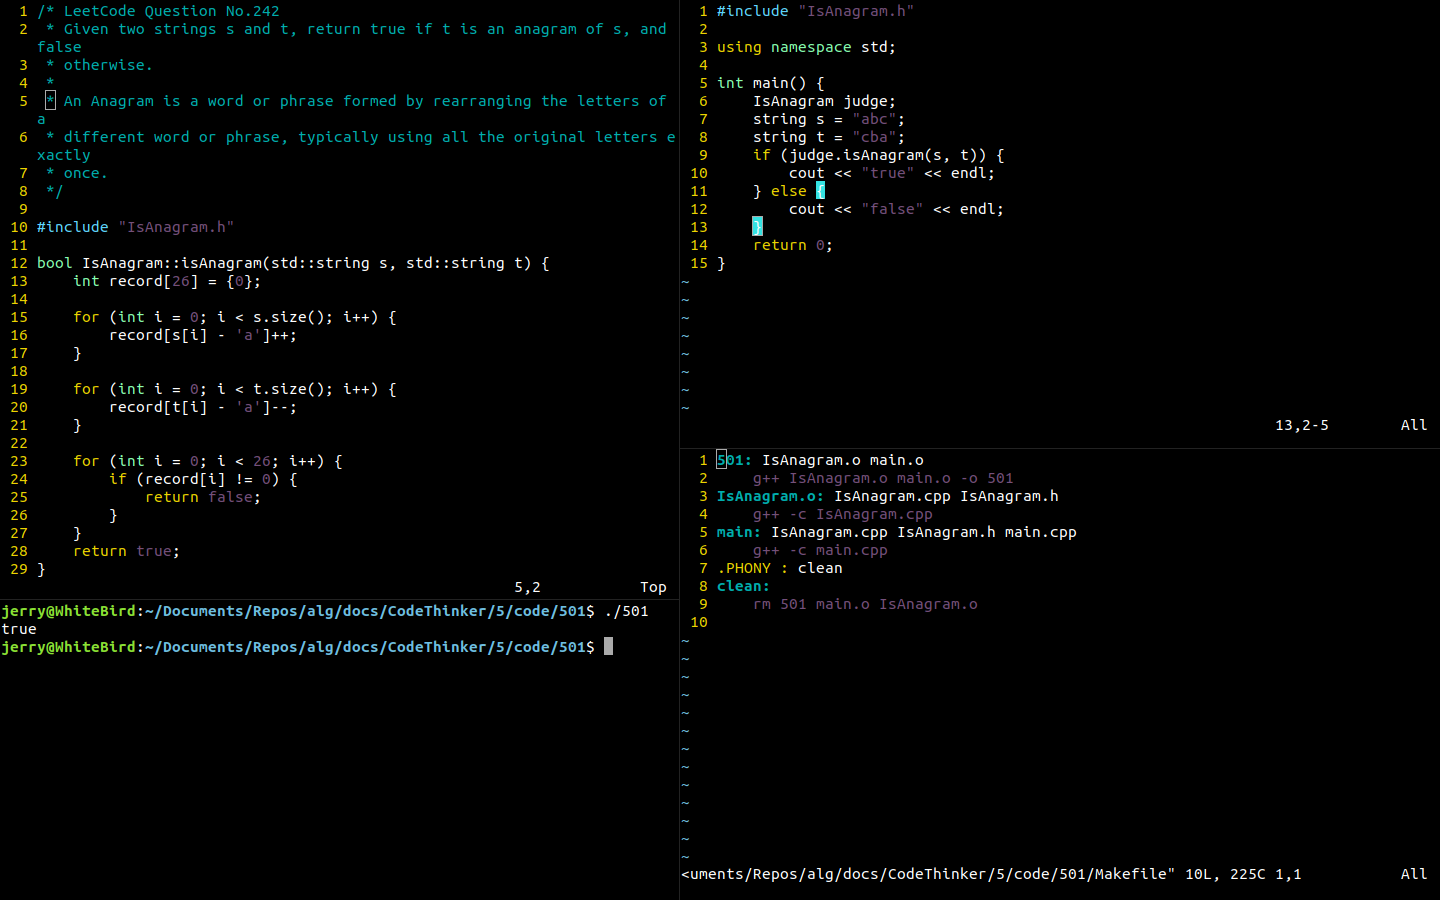 1 /* LeetCode Question No.242
2  * Given two strings s and t, return true if t is an anagram of s, and
false
3  * otherwise.
4  *
5  * An Anagram is a word or phrase formed by rearranging the letters of
a
6  * different word or phrase, typically using all the original letters e
xactly
7  * once.
8  */
9
10 #include "IsAnagram.h"
11
12 bool IsAnagram::isAnagram(std::string s, std::string t) {
13     int record[26] = {0};
14
15     for (int i = 0; i < s.size(); i++) {
16         record[s[i] - 'a']++;
17     }
18
19     for (int i = 0; i < t.size(); i++) {
20         record[t[i] - 'a']--;
21     }
22
23     for (int i = 0; i < 26; i++) {
24         if (record[i] != 0) {
25             return false;
26         }
27     }
28     return true;
29 }
5,2 Top
jerry@WhiteBird:~/Documents/Repos/alg/docs/CodeThinker/5/code/501$ ./501
true
jerry@WhiteBird:~/Documents/Repos/alg/docs/CodeThinker/5/code/501$
1 #include "IsAnagram.h"
2
3 using namespace std;
4
5 int main() {
6     IsAnagram judge;
7     string s = "abc";
8     string t = "cba";
9     if (judge.isAnagram(s, t)) {
10         cout << "true" << endl;
11     } else {
12         cout << "false" << endl;
13     }
14     return 0;
15 }
~
~
~
~
~
~
~
~
13,2-5 All
1 501: IsAnagram.o main.o
2     g++ IsAnagram.o main.o -o 501
3 IsAnagram.o: IsAnagram.cpp IsAnagram.h
4     g++ -c IsAnagram.cpp
5 main: IsAnagram.cpp IsAnagram.h main.cpp
6     g++ -c main.cpp
7 .PHONY : clean
8 clean:
9     rm 501 main.o IsAnagram.o
10
~
~
~
~
~
~
~
~
~
~
~
~
~
<uments/Repos/alg/docs/CodeThinker/5/code/501/Makefile" 10L, 225C 1,1 All